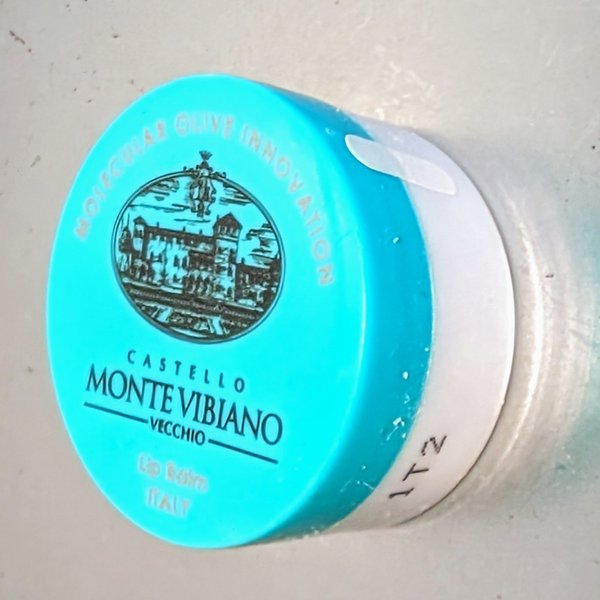 MOLECULAR OLIVE INNOVATION
CASTELLO
MONTE VIBIANO
VECCHIO
Lip Balm
ITALY
1T2